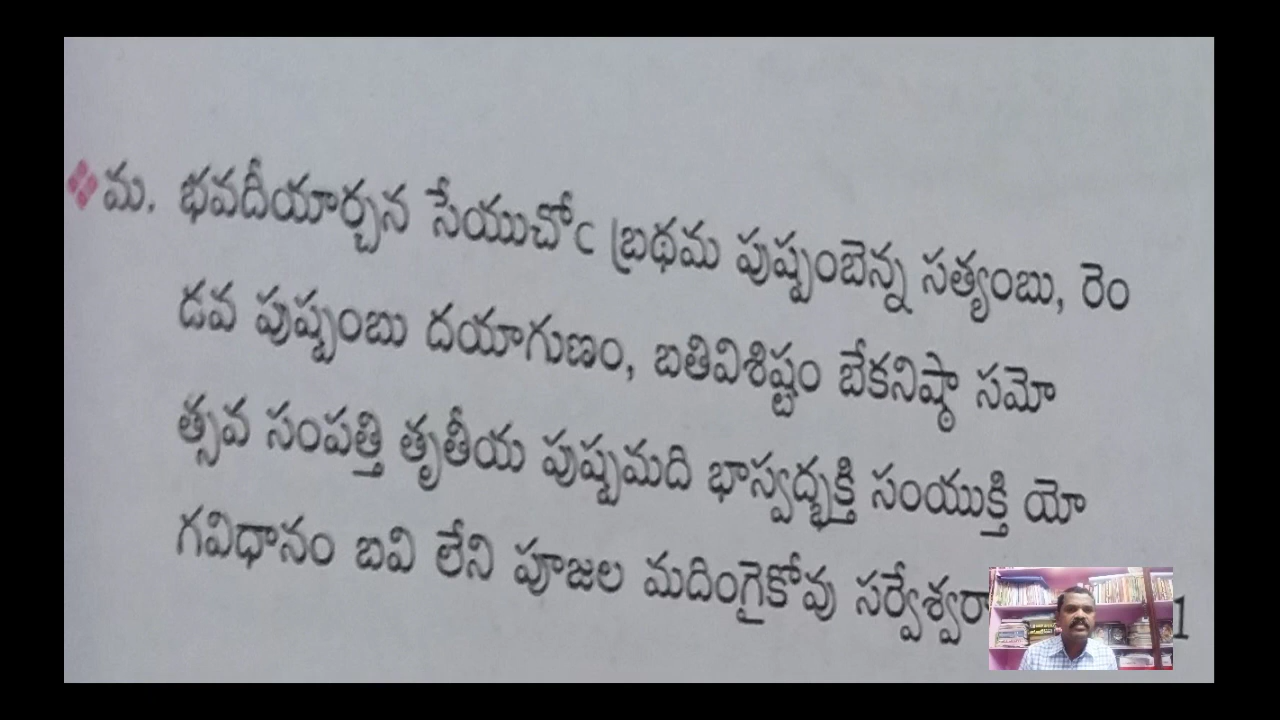 మ. భవదీయార్చన సేయుచోఁ బ్రథమ పుష్పంబెన్న సత్యంబు, రెం
డవ పుష్పంబు దయాగుణం, బతివిశిష్టం బేకనిష్ఠా సమో
త్సవ సంపత్తి తృతీయ పుష్పమది భాస్వద్భక్తి సంయుక్తి యో
గవిధానం బవి లేని పూజల మదింగైకోవు సర్వేశ్వరా 1